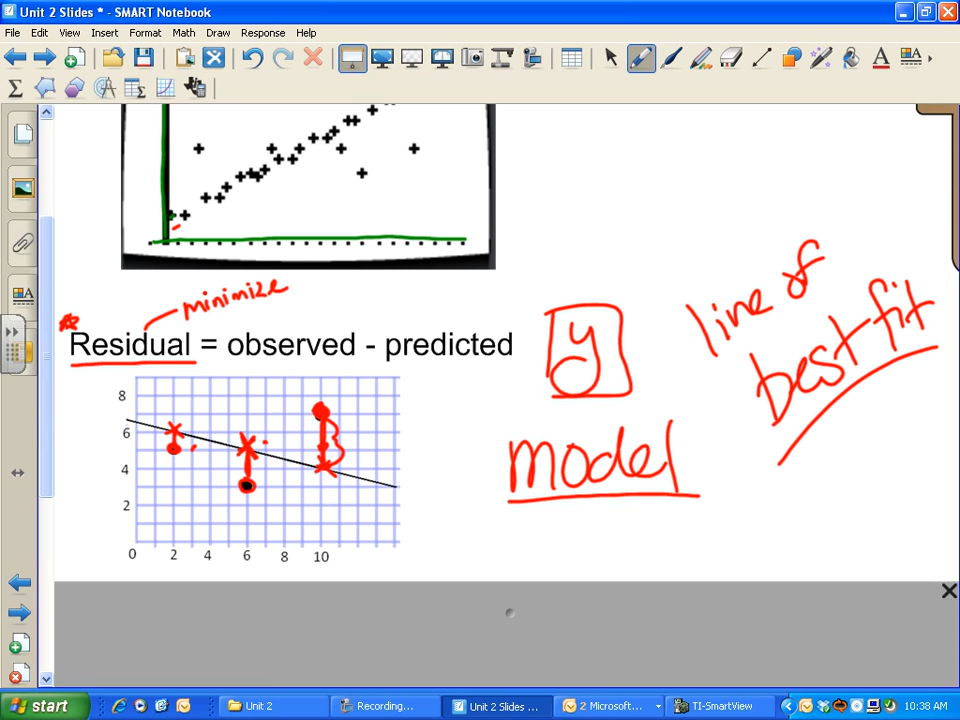 Unit 2 Slides * - SMART Notebook
File Edit View Insert Format Math Draw Response Help
minimize
Residual = observed - predicted
y
line of
best fit
model
8
6
4
2
0 2 4 6 8 10
start
Unit 2
Recording...
Unit 2 Slides ...
2 Microsoft...
TI-SmartView
10:38 AM